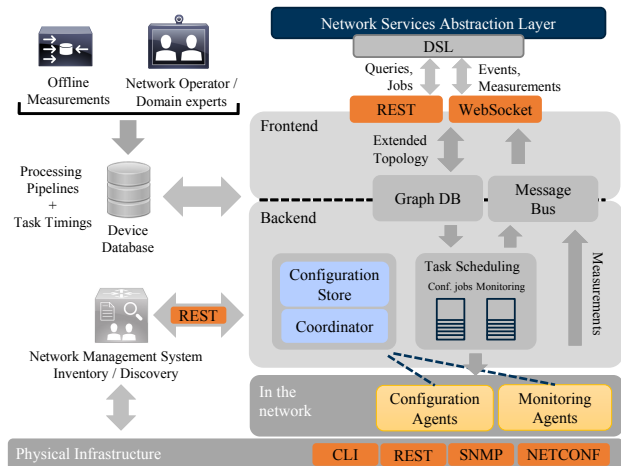 Network Services Abstraction Layer
DSL
Offline
Measurements
Network Operator /
Domain experts
Queries,
Jobs
Events,
Measurements
REST
WebSocket
Frontend
Extended
Topology
Processing
Pipelines
+
Task Timings
Device
Database
Graph DB
Message
Bus
Backend
Configuration
Store
Coordinator
Task Scheduling
Conf. jobs
Monitoring
Measurements
REST
Network Management System
Inventory / Discovery
In the
network
Configuration
Agents
Monitoring
Agents
Physical Infrastructure
CLI
REST
SNMP
NETCONF